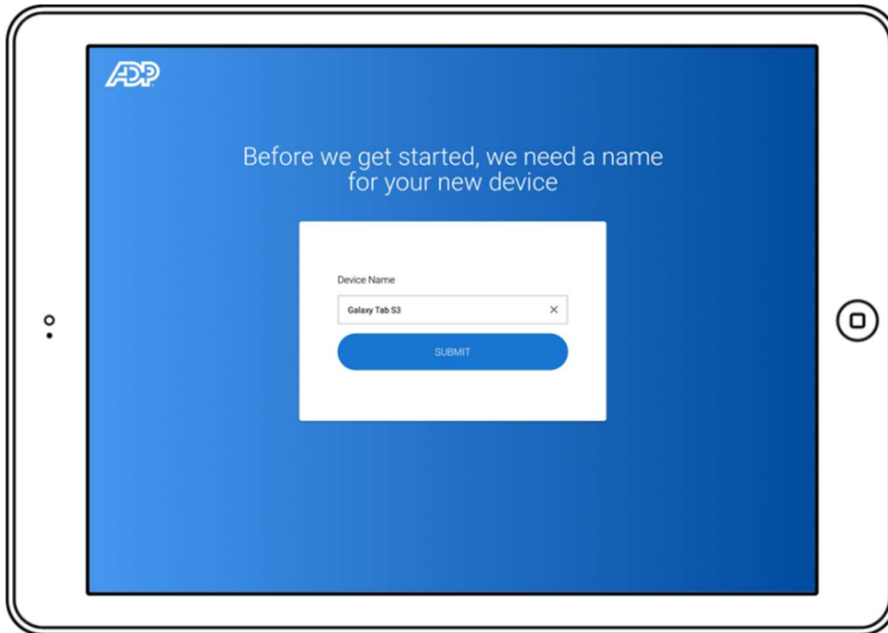 ADP
Before we get started, we need a name
for your new device
Device Name
Galaxy Tab S3
SUBMIT